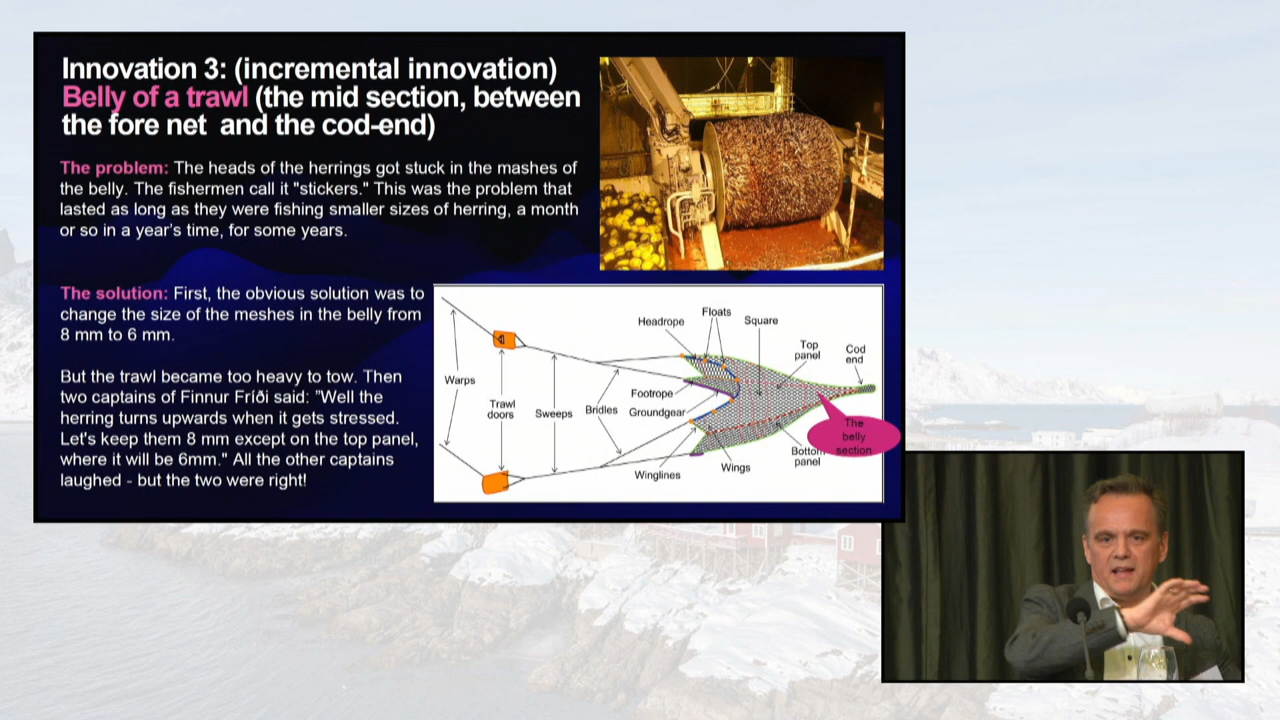 Innovation 3: (incremental innovation)
Belly of a trawl (the mid section, between
the fore net and the cod-end)
The problem: The heads of the herrings got stuck in the mashes of
the belly. The fishermen call it "stickers." This was the problem that
lasted as long as they were fishing smaller sizes of herring, a month
or so in a year's time, for some years.
The solution: First, the obvious solution was to
change the size of the meshes in the belly from
8 mm to 6 mm.
But the trawl became too heavy to tow. Then
two captains of Finnur Fríði said: ”Well the
herring turns upwards when it gets stressed.
Let's keep them 8 mm except on the top panel,
where it will be 6mm." All the other captains
laughed - but the two were right!
Headrope
Floats
Square
Top
panel
Cod
end
Warps
Trawl
doors
Sweeps
Bridles
Footrope
Groundgear
Winglines
Wings
Bottom
panel
The
belly
section